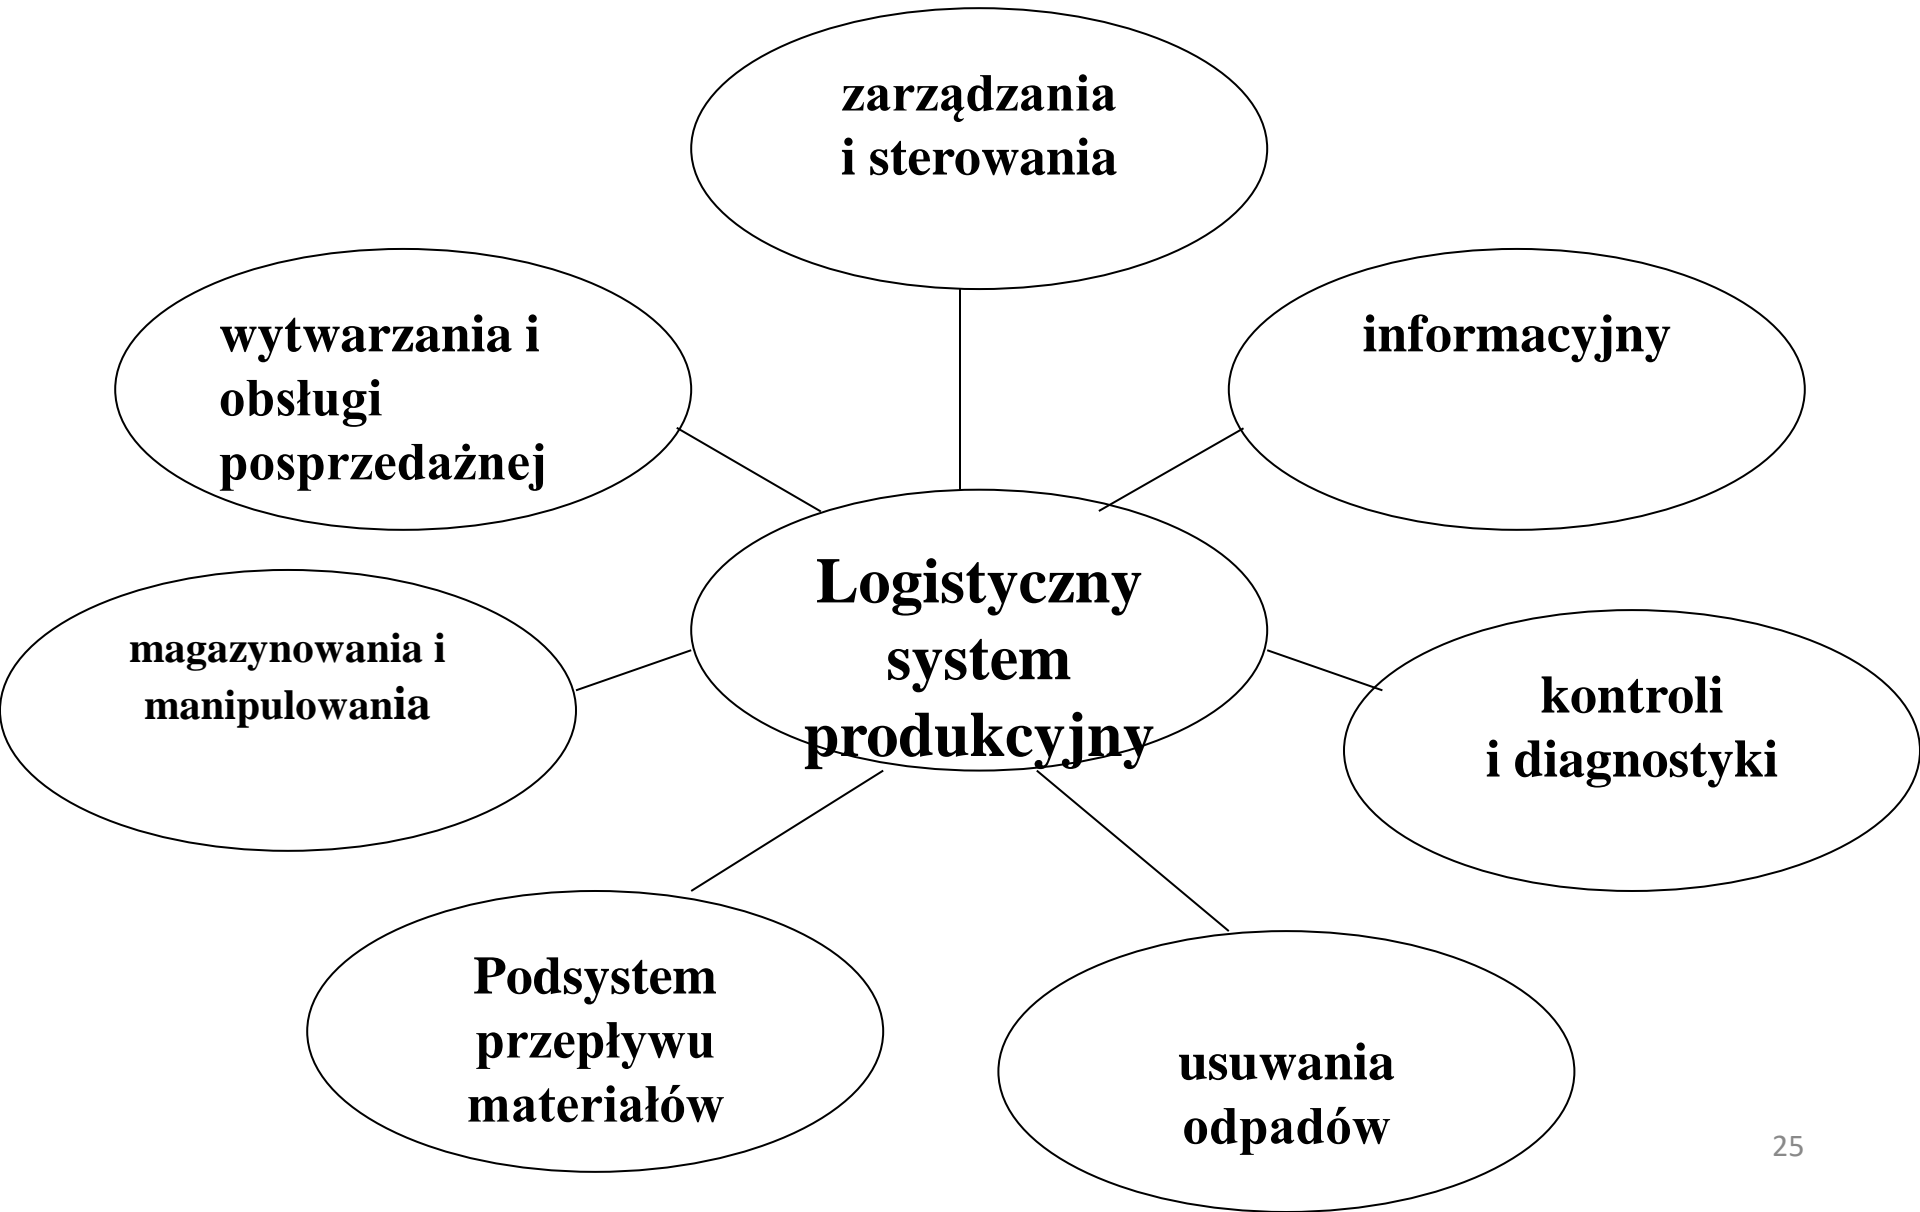 zarządzania
i sterowania
wytwarzania i
obsługi
posprzedażnej
informacyjny
Logistyczny
system
produkcyjny
magazynowania i
manipulowania
kontroli
i diagnostyki
Podsystem
przepływu
materiałów
usuwania
odpadów
25